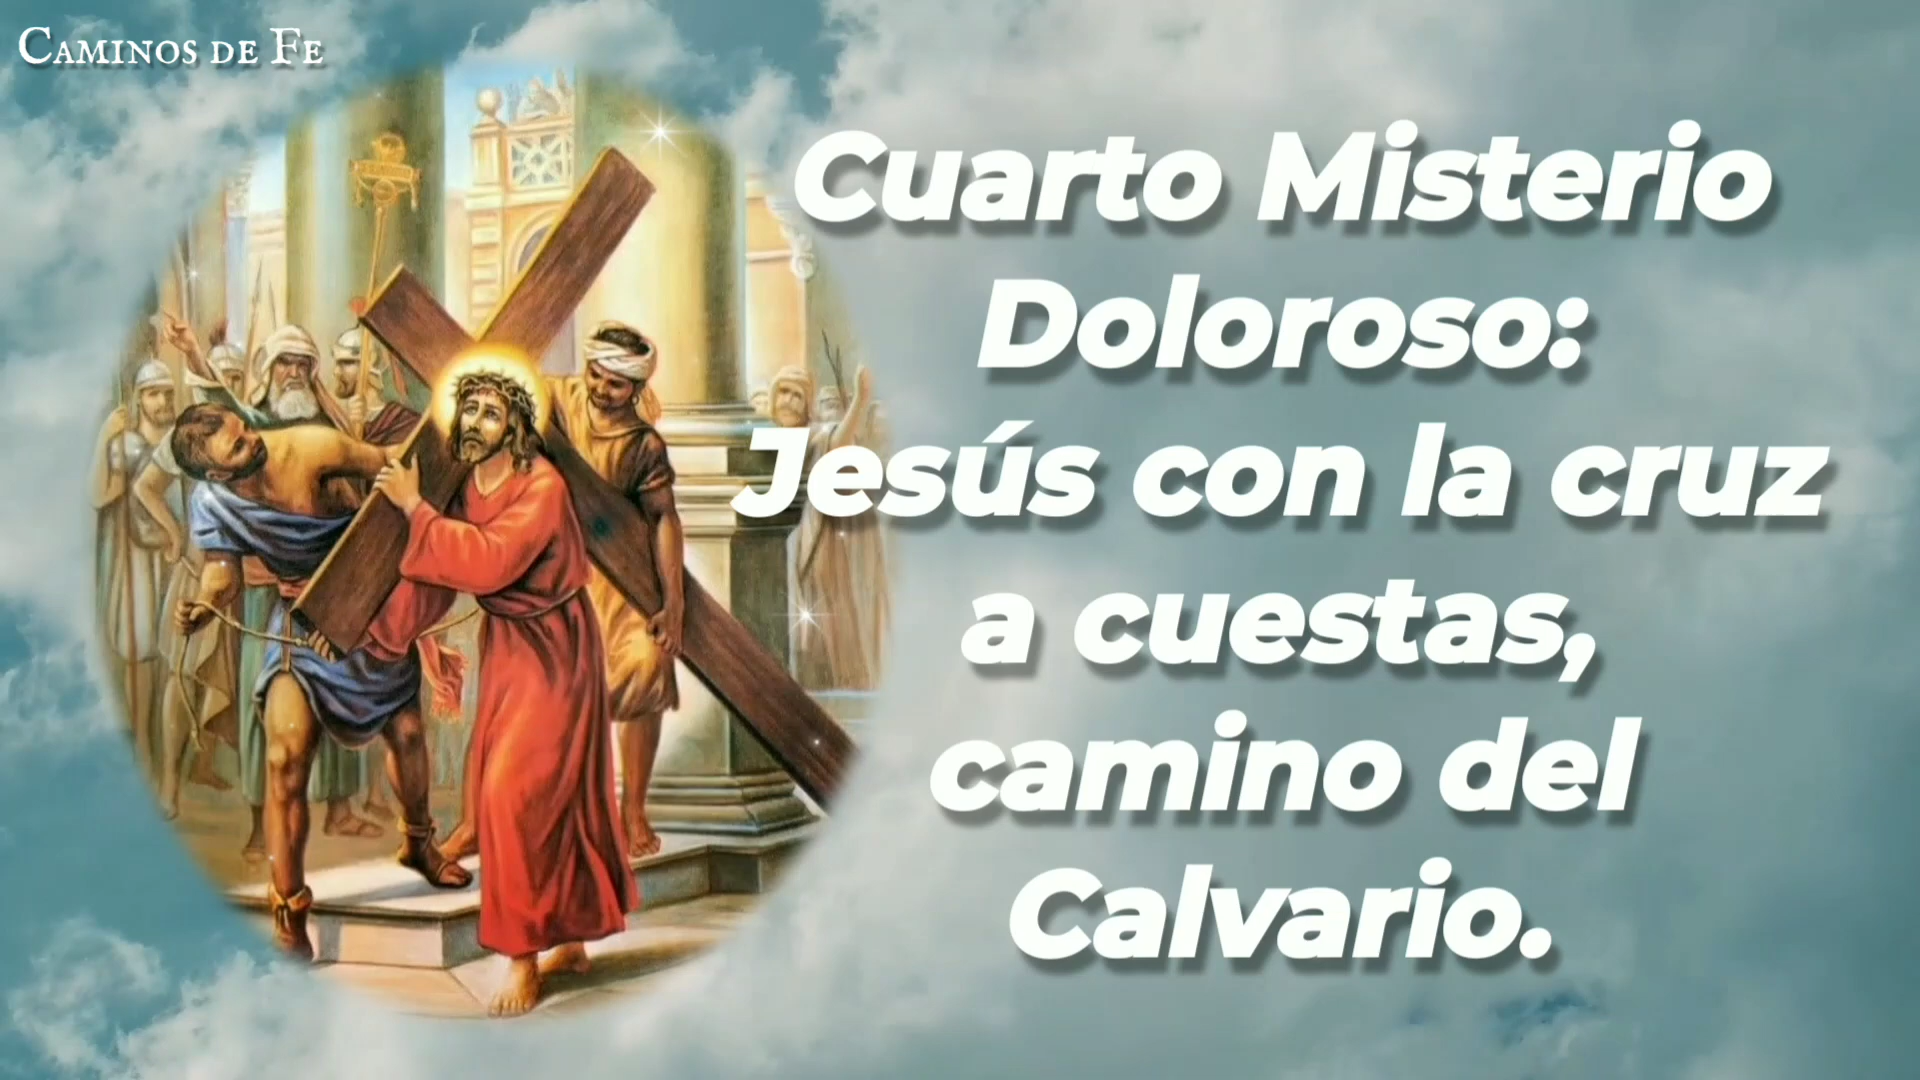 Caminos de Fe
Cuarto Misterio
Doloroso:
Jesús con la cruz
a cuestas,
camino del
Calvario.